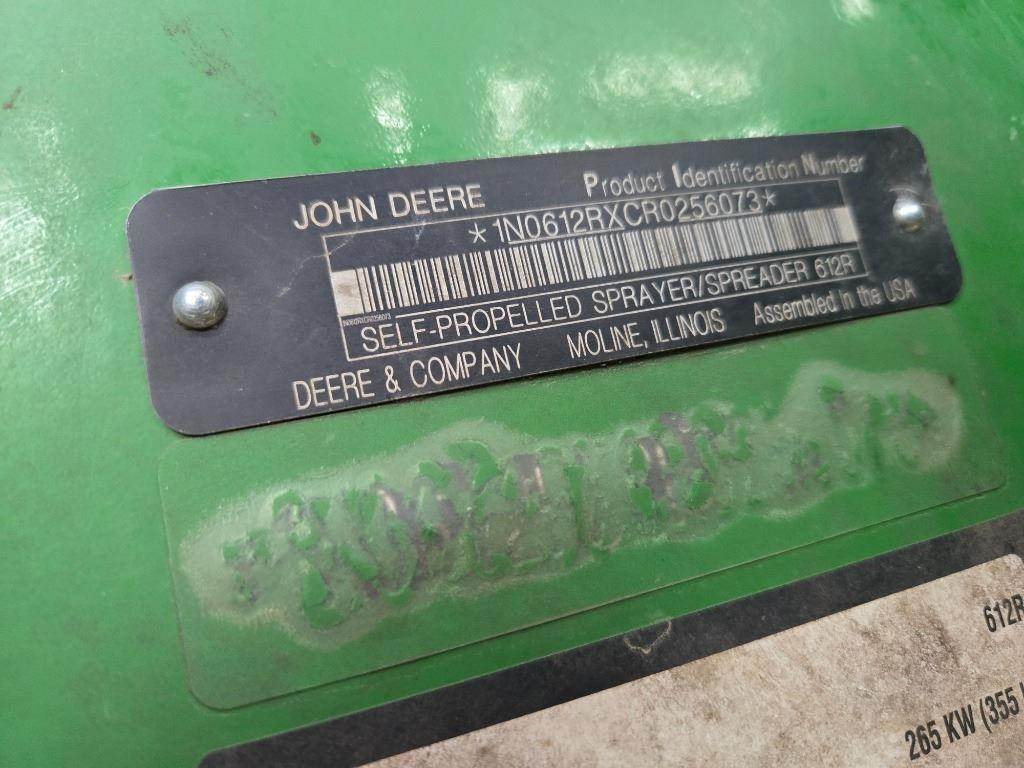 JOHN DEERE Product Identification Number
*1N0612RXCR0256073*
1N0612RXCR0256073
SELF-PROPELLED SPRAYER/SPREADER 612R
DEERE & COMPANY MOLINE, ILLINOIS Assembled in the USA
612R
265 KW (355